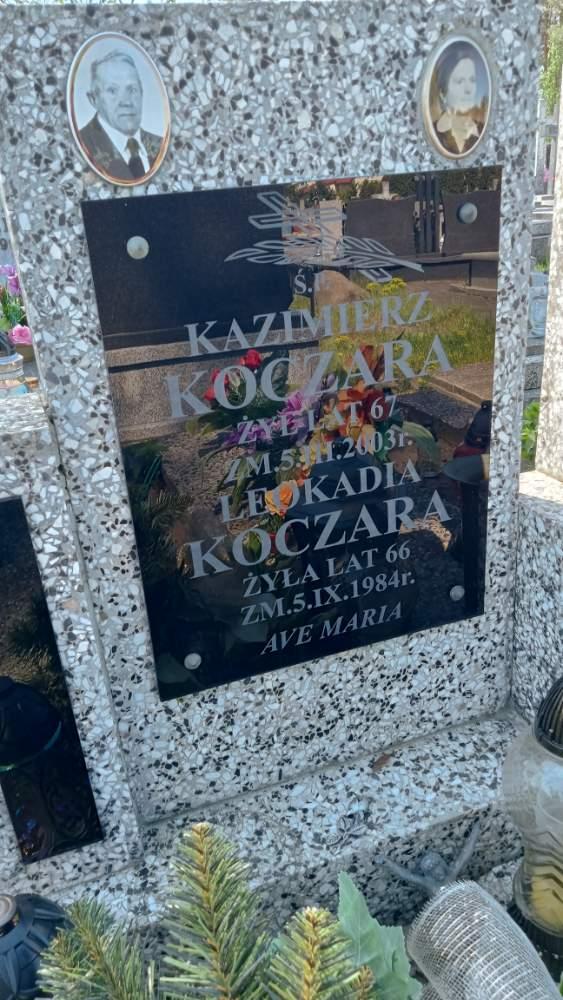 KAZIMIERZ
KOCZARA
ŻYŁ LAT 67
ZM.5.III.2003r.
LEOKADIA
KOCZARA
ŻYŁA LAT 66
ZM.5.IX.1984r.
AVE MARIA